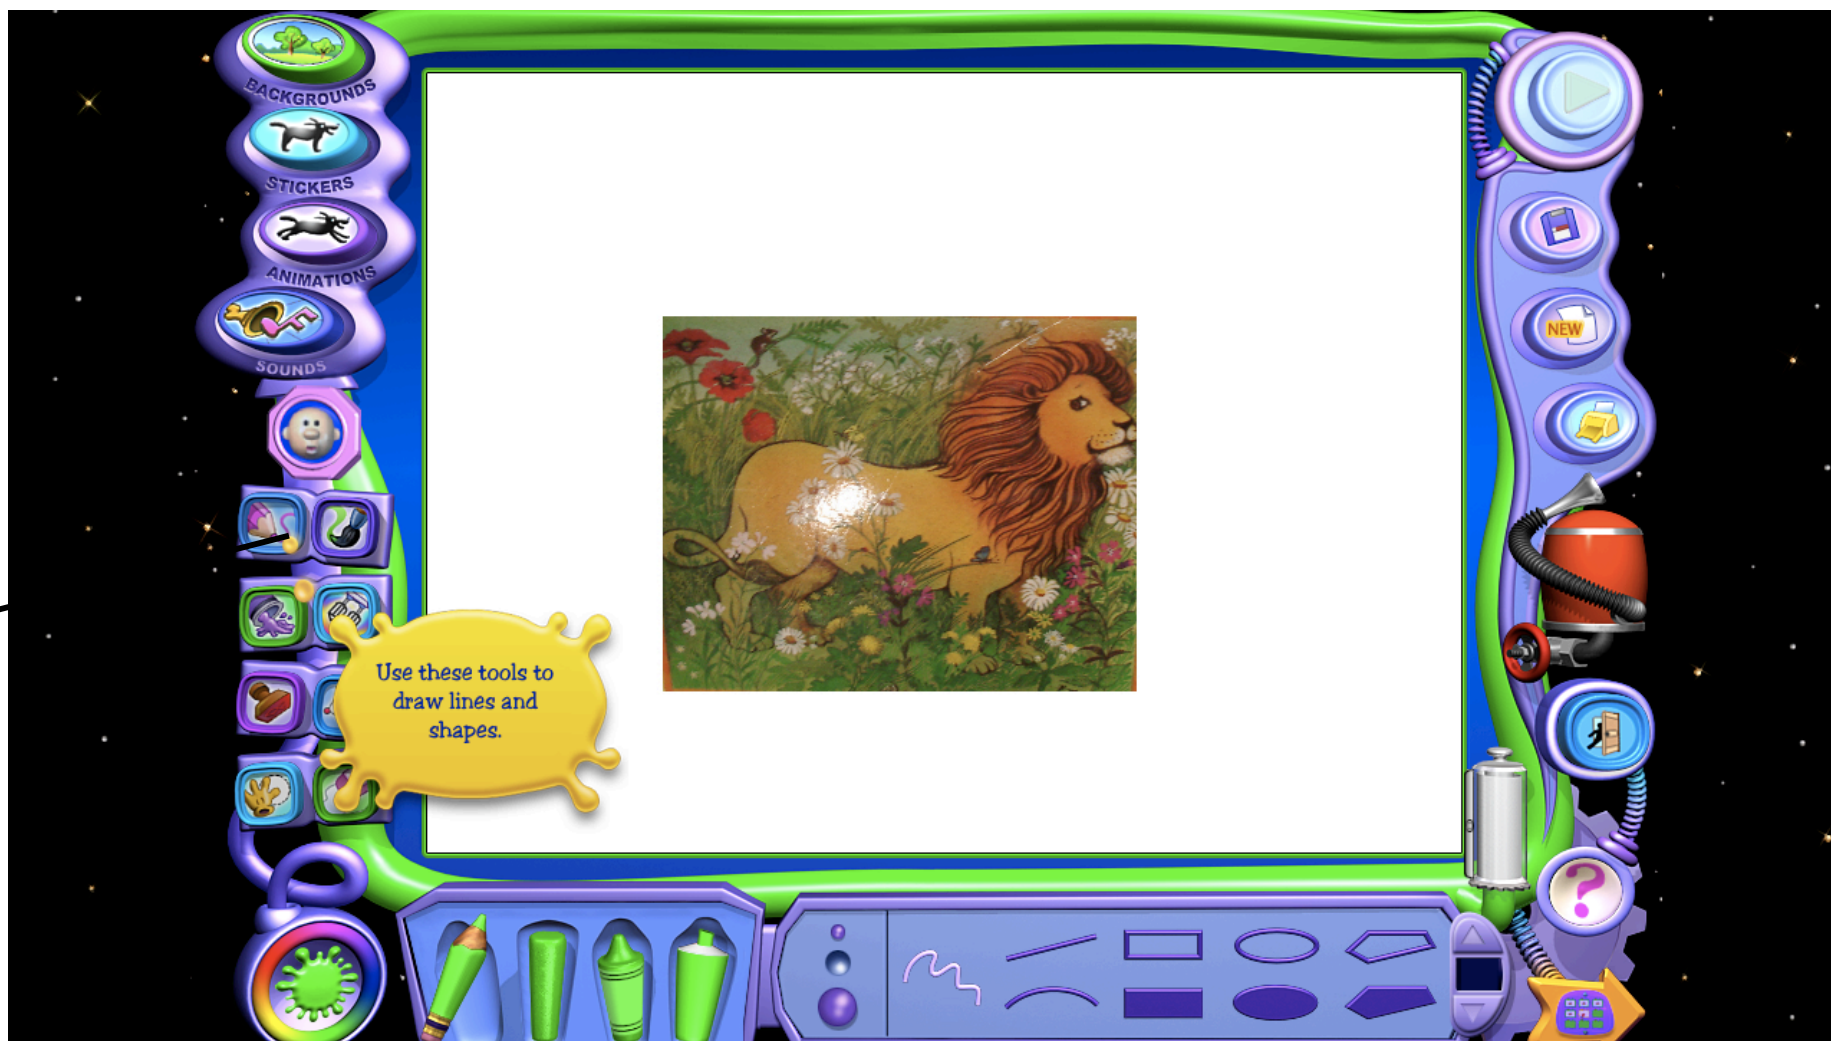 BACKGROUNDS
STICKERS
ANIMATIONS
SOUNDS
NEW
Use these tools to
draw lines and
shapes.
?